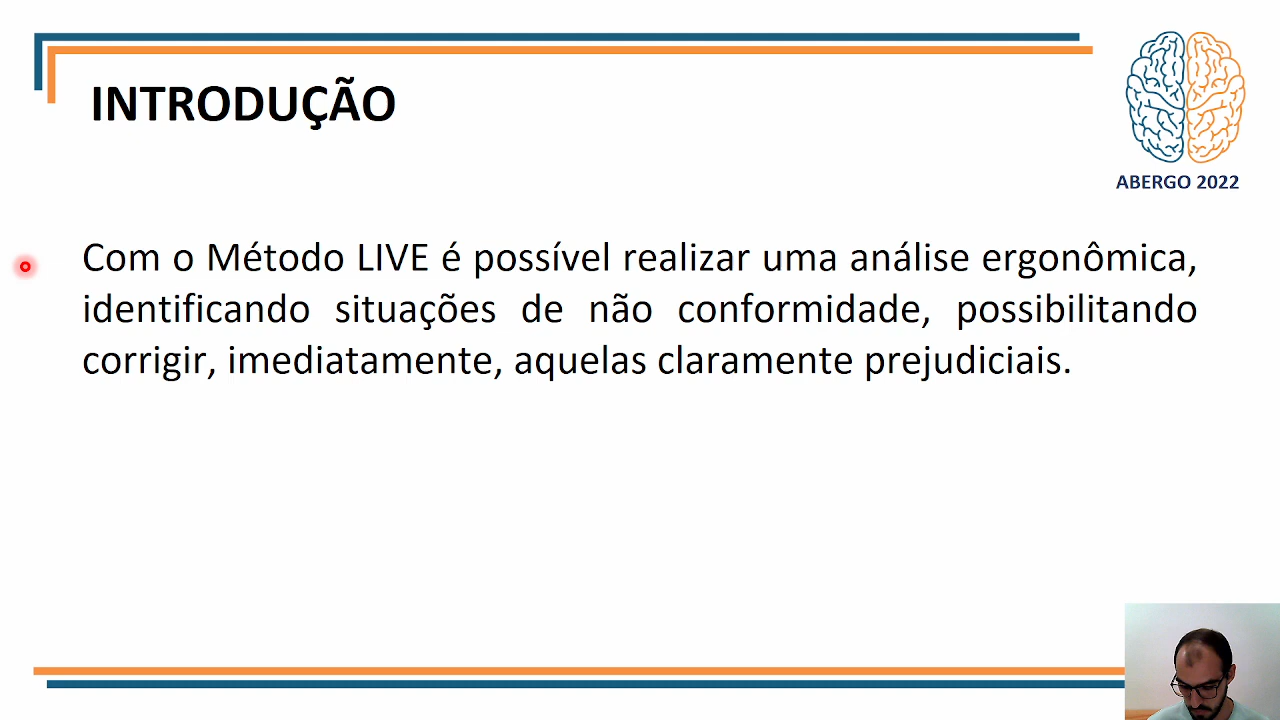 INTRODUÇÃO
ABERGO 2022
Com o Método LIVE é possível realizar uma análise ergonômica,
identificando situações de não conformidade, possibilitando
corrigir, imediatamente, aquelas claramente prejudiciais.